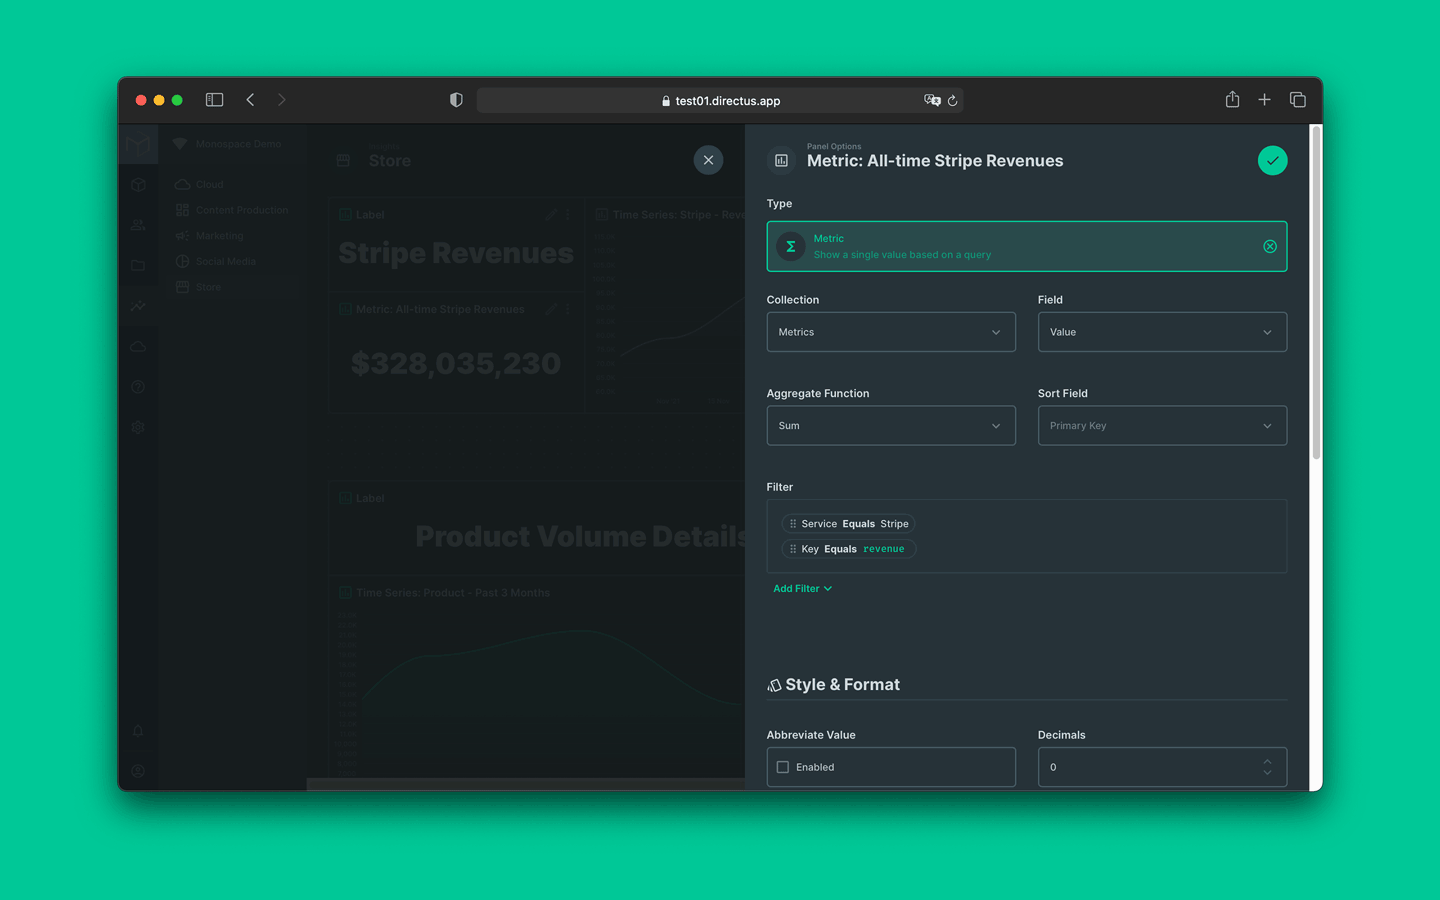 test01.directus.app
Monospace Demo
Cloud
Content Production
Marketing
Social Media
Store
Insights
Store
Label
Stripe Revenues
Metric: All-time Stripe Revenues
$328,035,230
Time Series: Stripe - Reve
Label
Product Volume Details
Time Series: Product - Past 3 Months
Panel Options
Metric: All-time Stripe Revenues
Type
Metric
Show a single value based on a query
Collection
Field
Metrics
Value
Aggregate Function
Sort Field
Sum
Primary Key
Filter
Service Equals Stripe
Key Equals revenue
Add Filter
Style & Format
Abbreviate Value
Decimals
Enabled
0